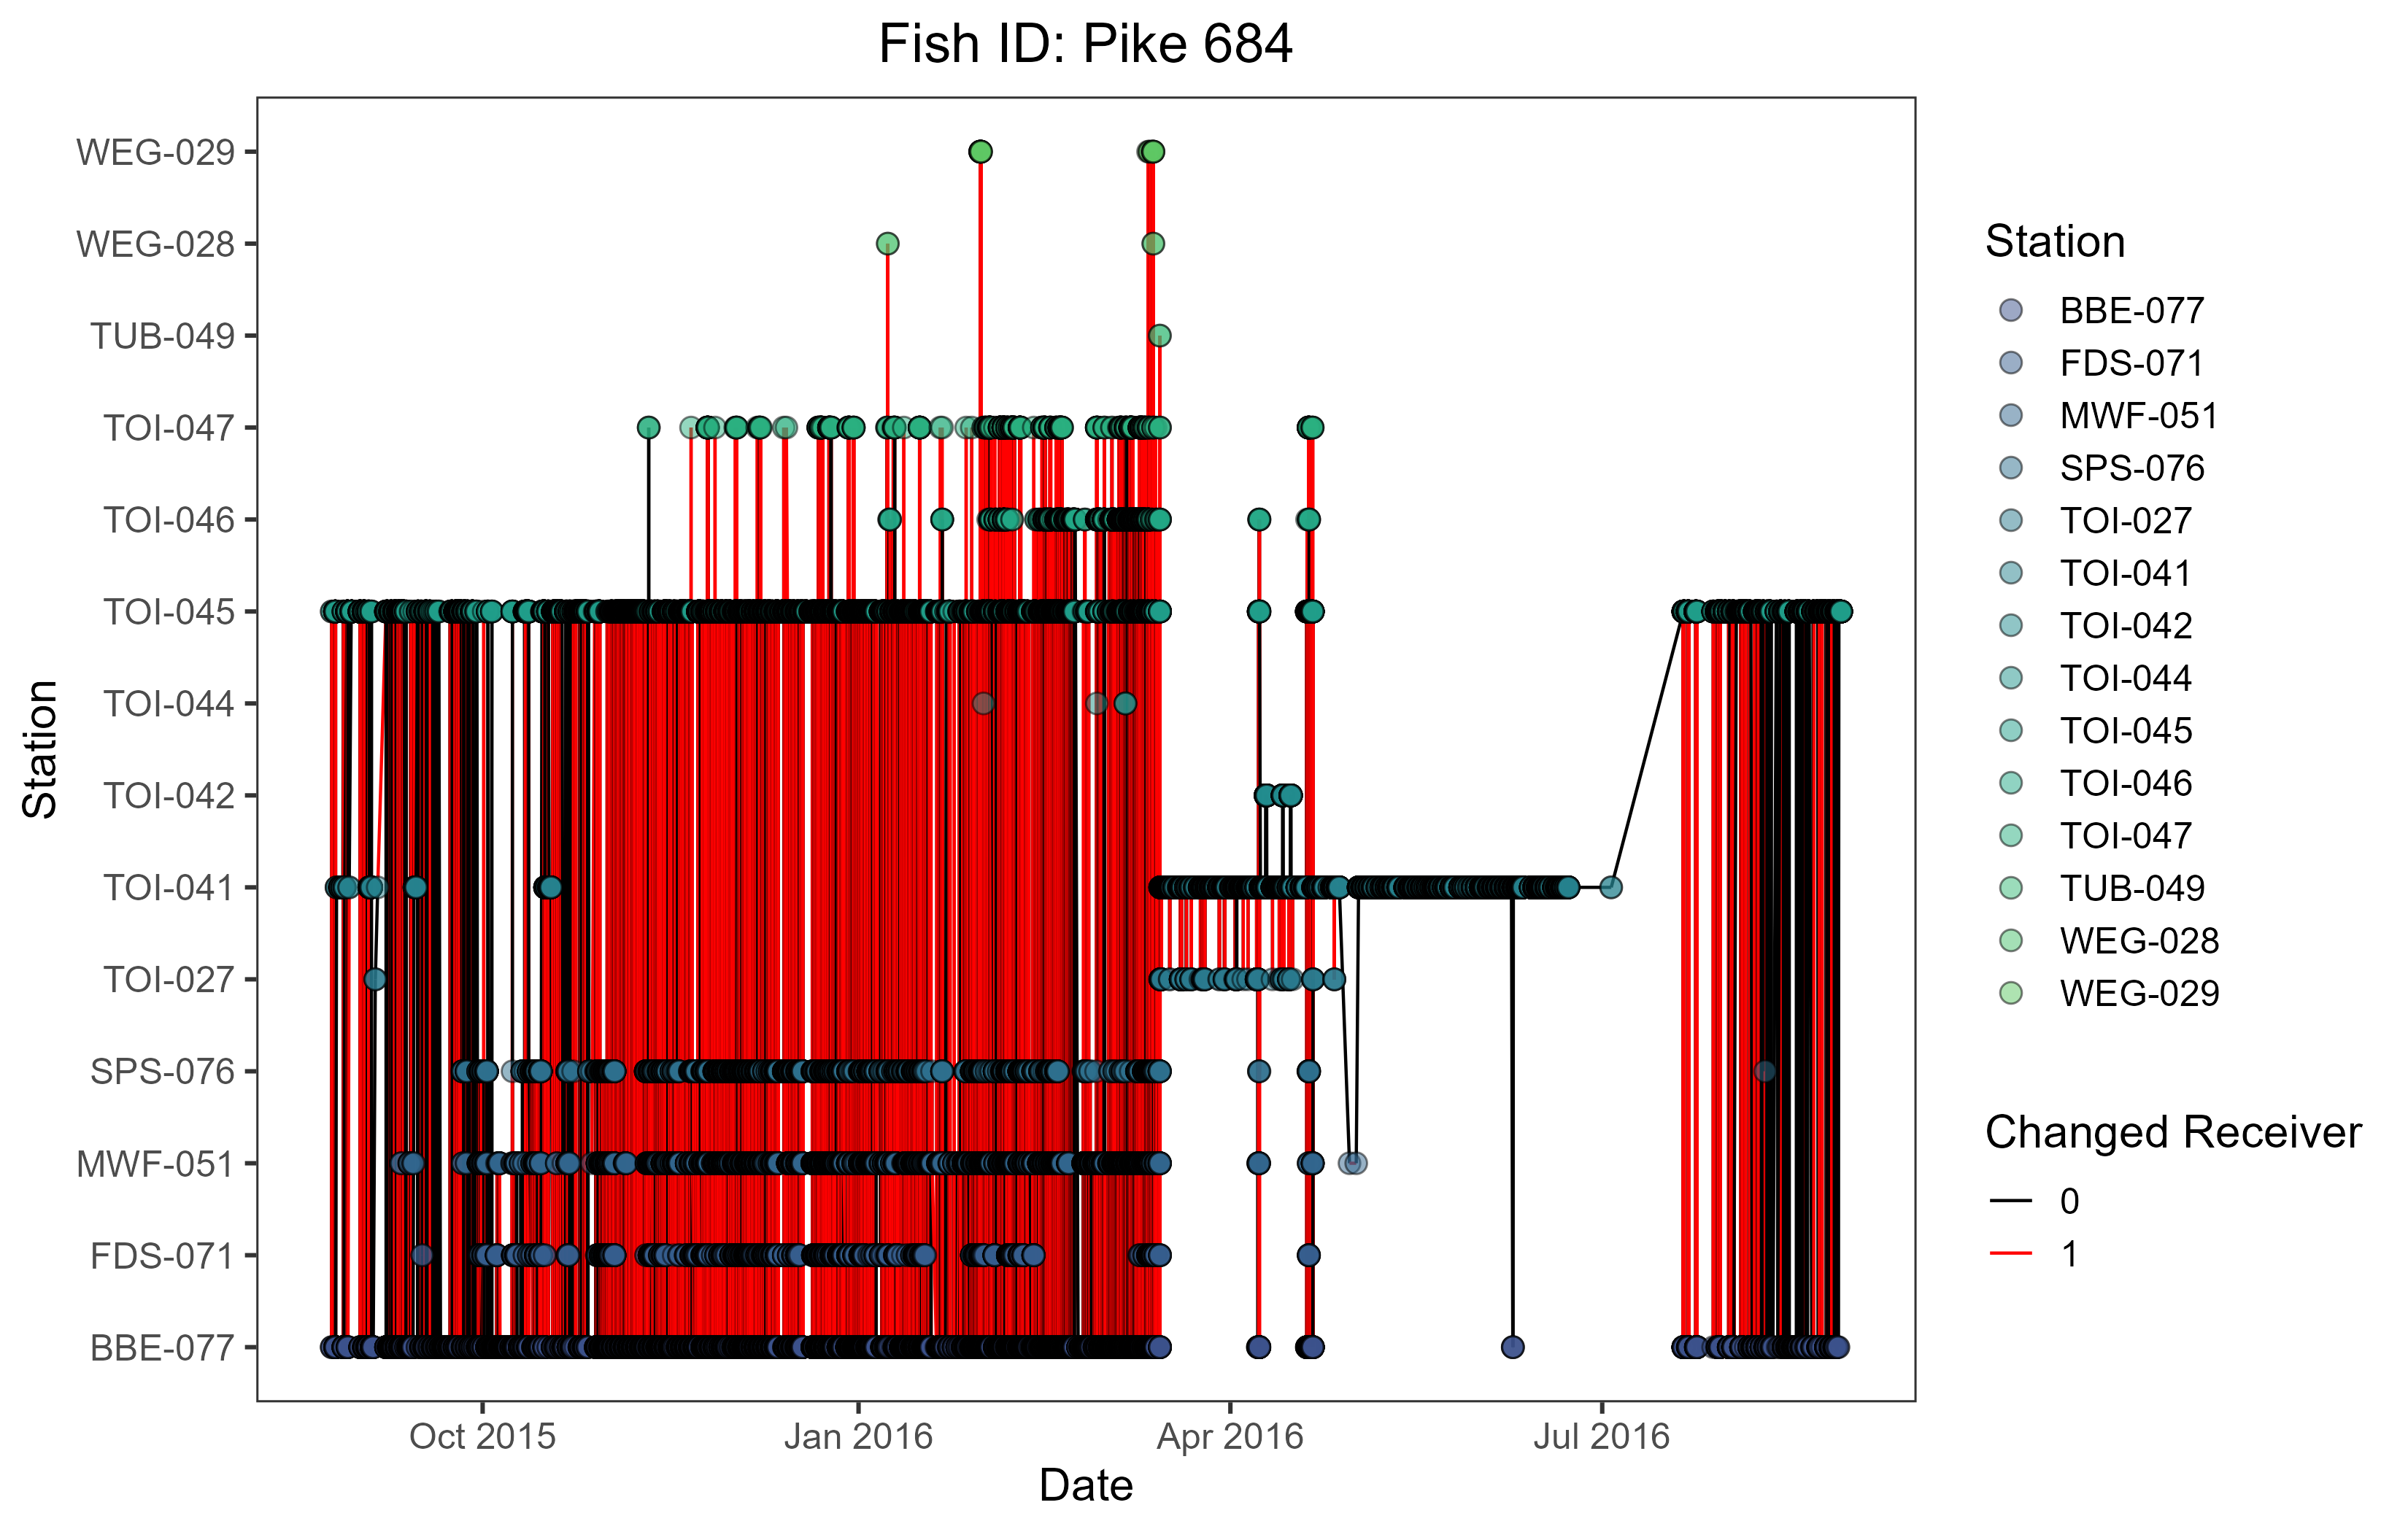 Fish ID: Pike 684
Station
WEG-029
WEG-028
TUB-049
TOI-047
TOI-046
TOI-045
TOI-044
TOI-042
TOI-041
TOI-027
SPS-076
MWF-051
FDS-071
BBE-077
Oct 2015
Jan 2016
Apr 2016
Jul 2016
Date
Station
BBE-077
FDS-071
MWF-051
SPS-076
TOI-027
TOI-041
TOI-042
TOI-044
TOI-045
TOI-046
TOI-047
TUB-049
WEG-028
WEG-029
Changed Receiver
0
1